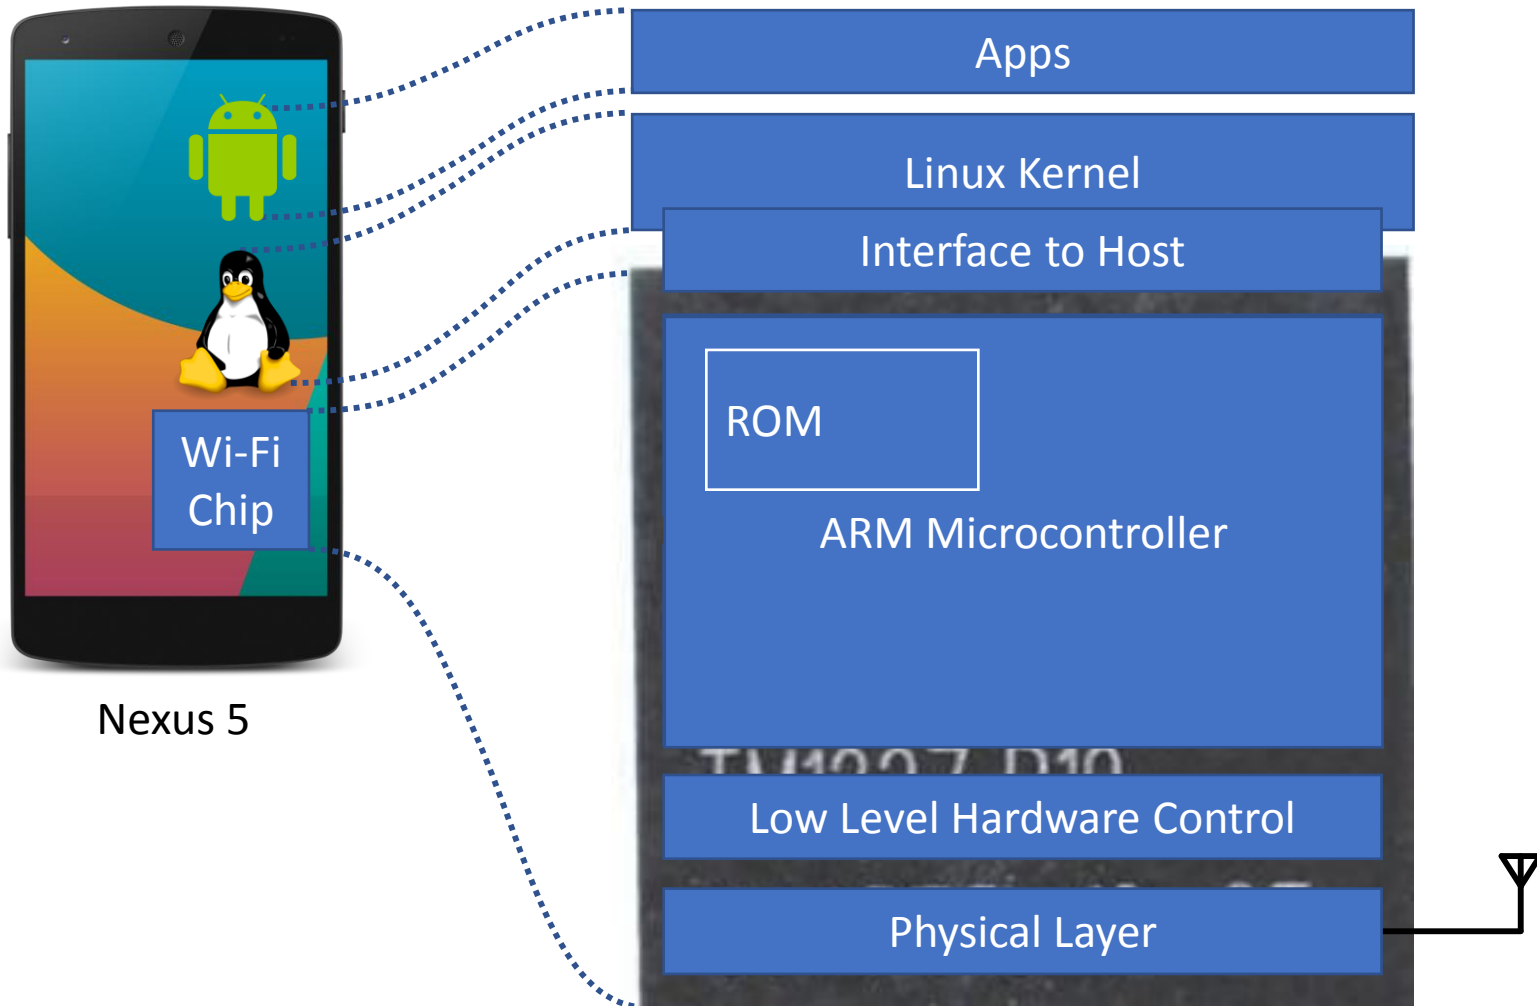 Apps
Linux Kernel
Interface to Host
ROM
ARM Microcontroller
Wi-Fi
Chip
Nexus 5
Low Level Hardware Control
Physical Layer